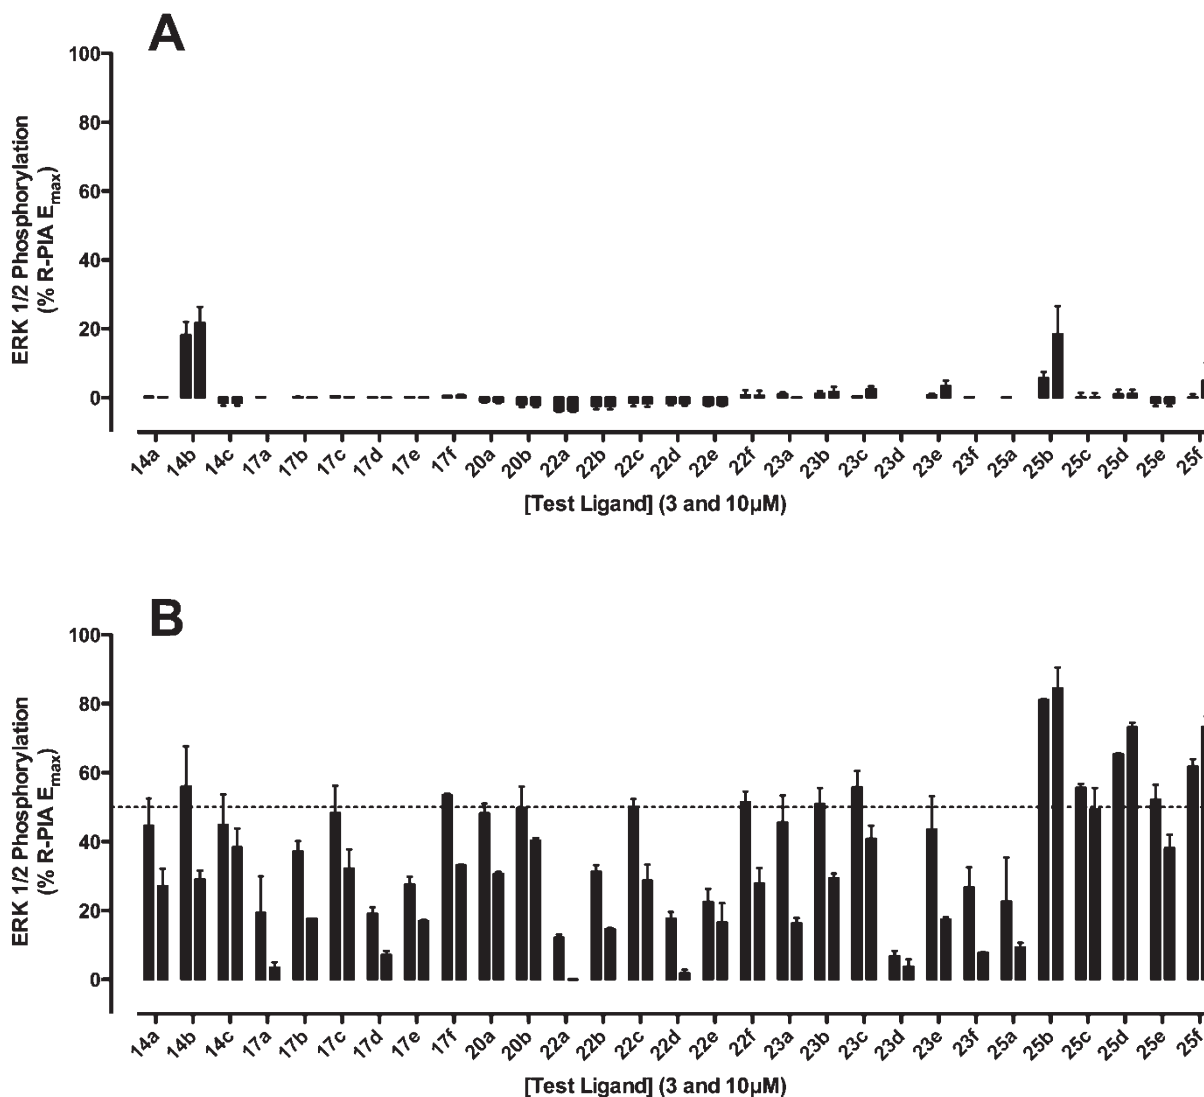 A
100
80
60
40
20
0
ERK 1/2 Phosphorylation
(% R-PIA Emax)
14a 14b 14c 17a 17b 17c 17d 17e 17f 20a 20b 22a 22b 22c 22d 22e 22f 23a 23b 23c 23d 23e 23f 25a 25b 25c 25d 25e 25f
[Test Ligand] (3 and 10µM)
B
100
80
60
40
20
0
ERK 1/2 Phosphorylation
(% R-PIA Emax)
14a 14b 14c 17a 17b 17c 17d 17e 17f 20a 20b 22a 22b 22c 22d 22e 22f 23a 23b 23c 23d 23e 23f 25a 25b 25c 25d 25e 25f
[Test Ligand] (3 and 10µM)